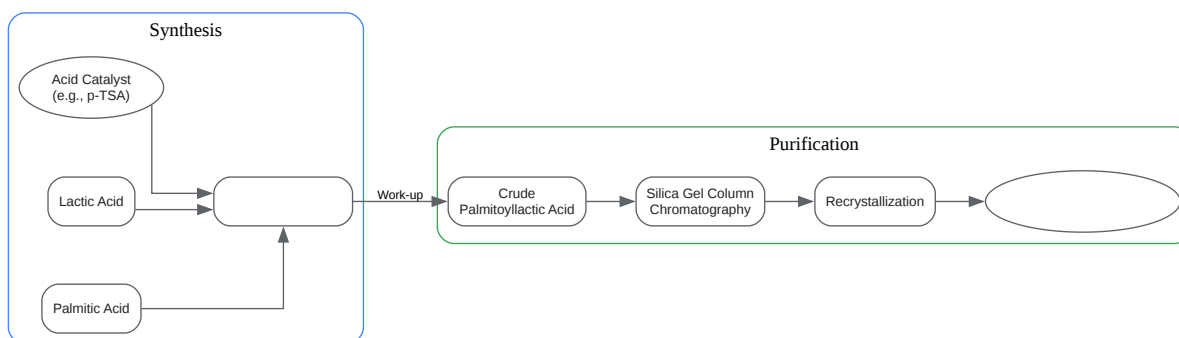 Synthesis
Acid Catalyst
(e.g., p-TSA)
Lactic Acid
Palmitic Acid
Work-up
Purification
Crude
Palmitoyllactic Acid
Silica Gel Column
Chromatography
Recrystallization